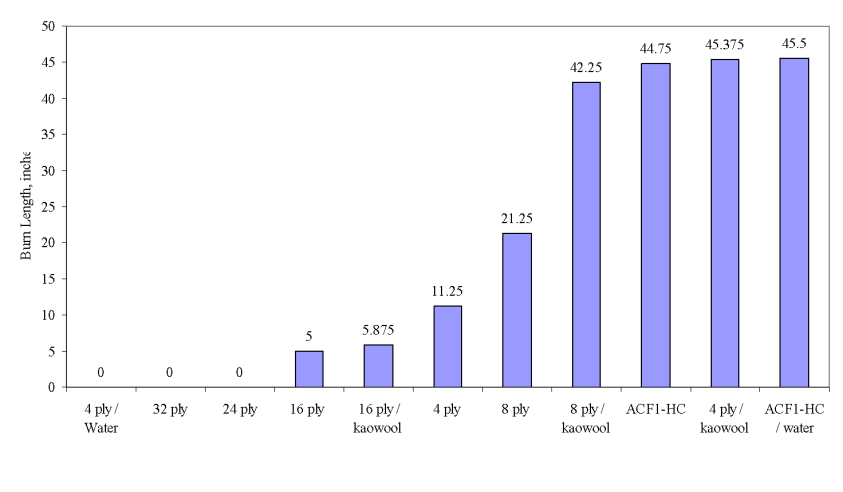 50
45
40
35
30
25
20
15
10
5
0
Burn Length, inche
0
0
0
5
5.875
11.25
21.25
42.25
44.75
45.375
45.5
4 ply /
Water
32 ply
24 ply
16 ply
16 ply /
kaowool
4 ply
8 ply
8 ply /
kaowool
ACF1-HC
4 ply /
kaowool
ACF1-HC
/ water